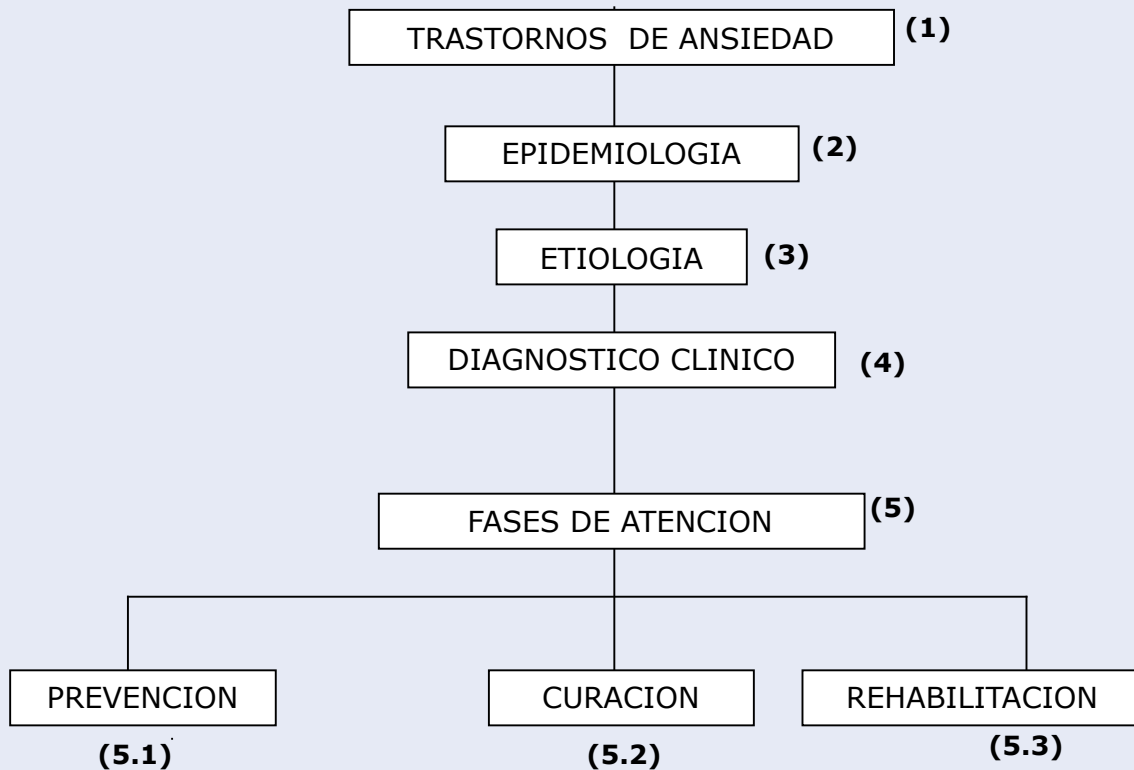 TRASTORNOS DE ANSIEDAD (1)
EPIDEMIOLOGIA (2)
ETIOLOGIA (3)
DIAGNOSTICO CLINICO (4)
FASES DE ATENCION (5)
PREVENCION CURACION REHABILITACION
(5.1) (5.2) (5.3)